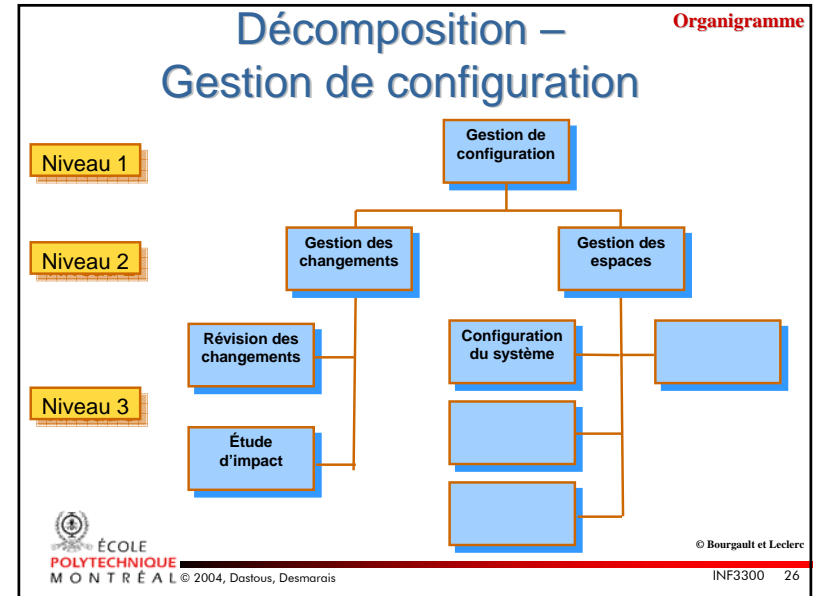 Organigramme
Décomposition –
Gestion de configuration
Niveau 1
Gestion de
configuration
Niveau 2
Gestion des
changements
Gestion des
espaces
Niveau 3
Révision des
changements
Configuration
du système
Étude
d'impact
ÉCOLE
POLYTECHNIQUE
MONTRÉAL
© 2004, Dastous, Desmarais
© Bourgault et Leclerc
INF3300 26